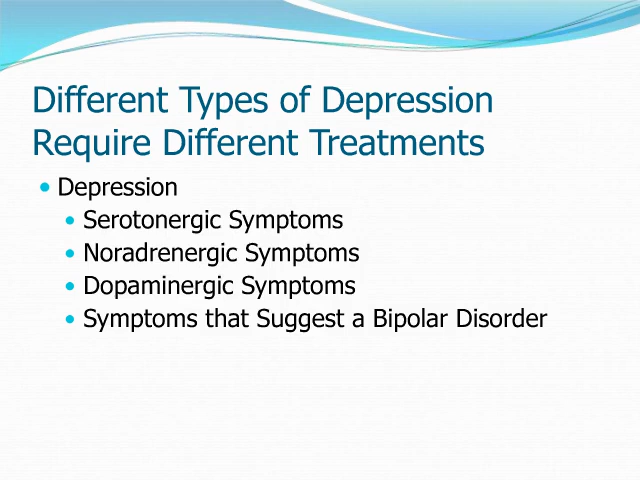 Different Types of Depression
Require Different Treatments
• Depression
• Serotonergic Symptoms
• Noradrenergic Symptoms
• Dopaminergic Symptoms
• Symptoms that Suggest a Bipolar Disorder